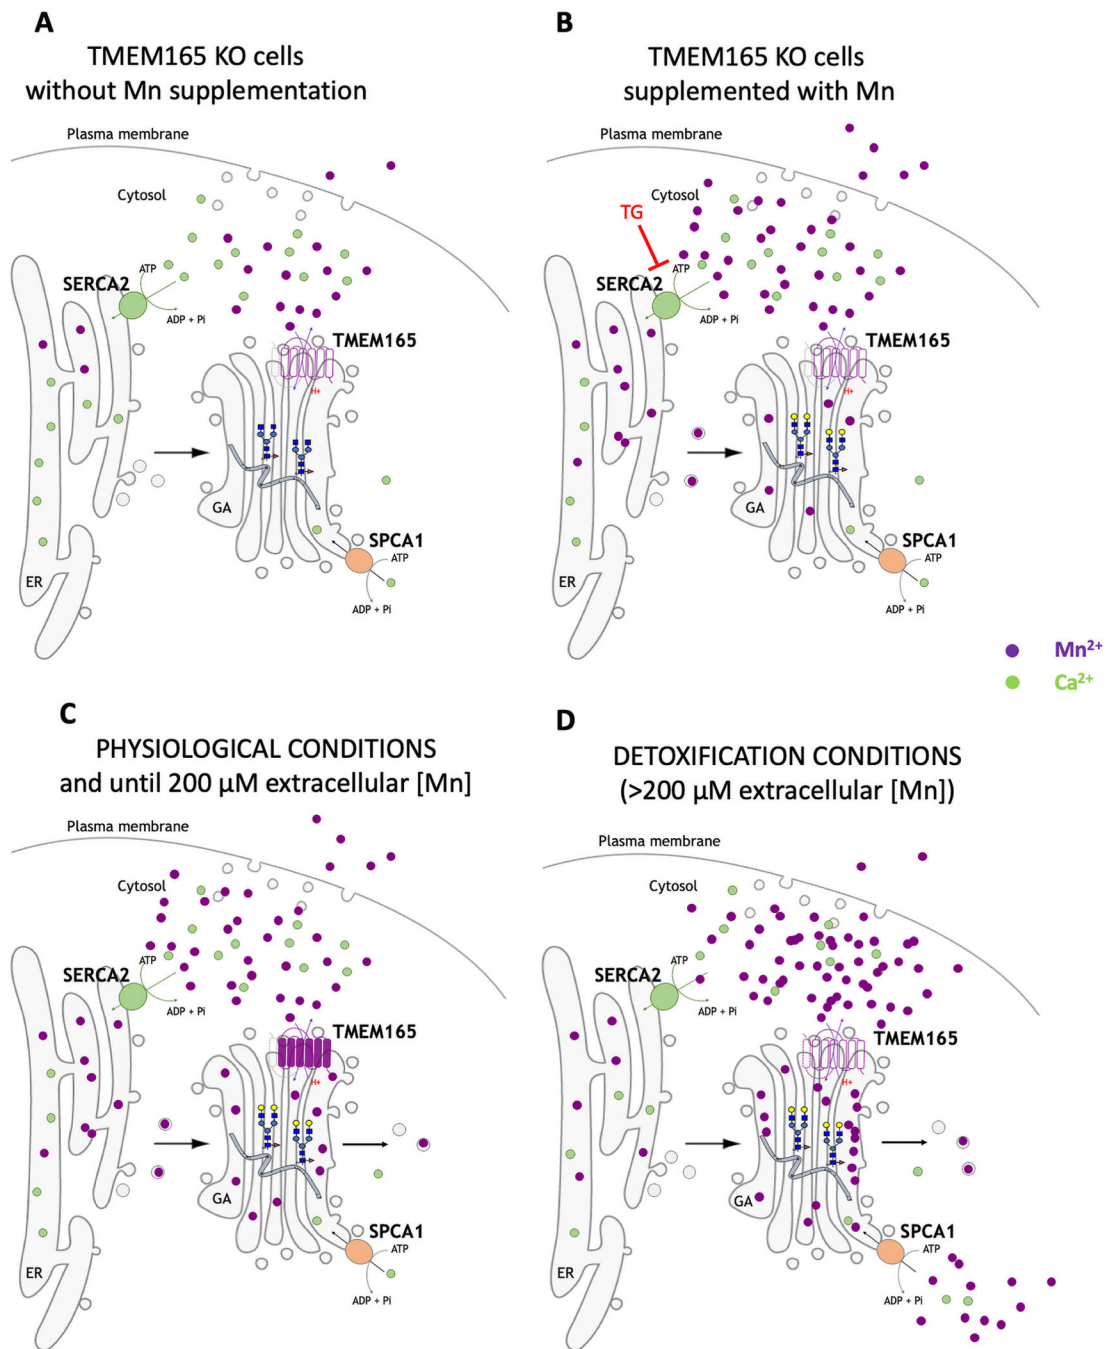 A
TMEM165 KO cells
without Mn supplementation
Plasma membrane
Cytosol
SERCA2
ATP
ADP + Pi
TMEM165
H+
GA
SPCA1
ATP
ADP + Pi
ER
B
TMEM165 KO cells
supplemented with Mn
Plasma membrane
Cytosol
TG
SERCA2
ATP
ADP + Pi
TMEM165
H+
GA
SPCA1
ATP
ADP + Pi
ER
Mn²⁺
Ca²⁺
C
PHYSIOLOGICAL CONDITIONS
and until 200 µM extracellular [Mn]
Plasma membrane
Cytosol
SERCA2
ATP
ADP + Pi
TMEM165
H+
GA
SPCA1
ATP
ADP + Pi
ER
D
DETOXIFICATION CONDITIONS
(>200 µM extracellular [Mn])
Plasma membrane
Cytosol
SERCA2
ATP
ADP + Pi
TMEM165
H+
GA
SPCA1
ATP
ADP + Pi
ER